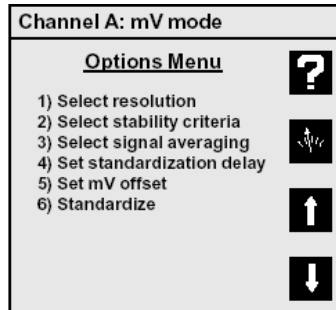 Channel A: mV mode
Options Menu
1) Select resolution
2) Select stability criteria
3) Select signal averaging
4) Set standardization delay
5) Set mV offset
6) Standardize
?